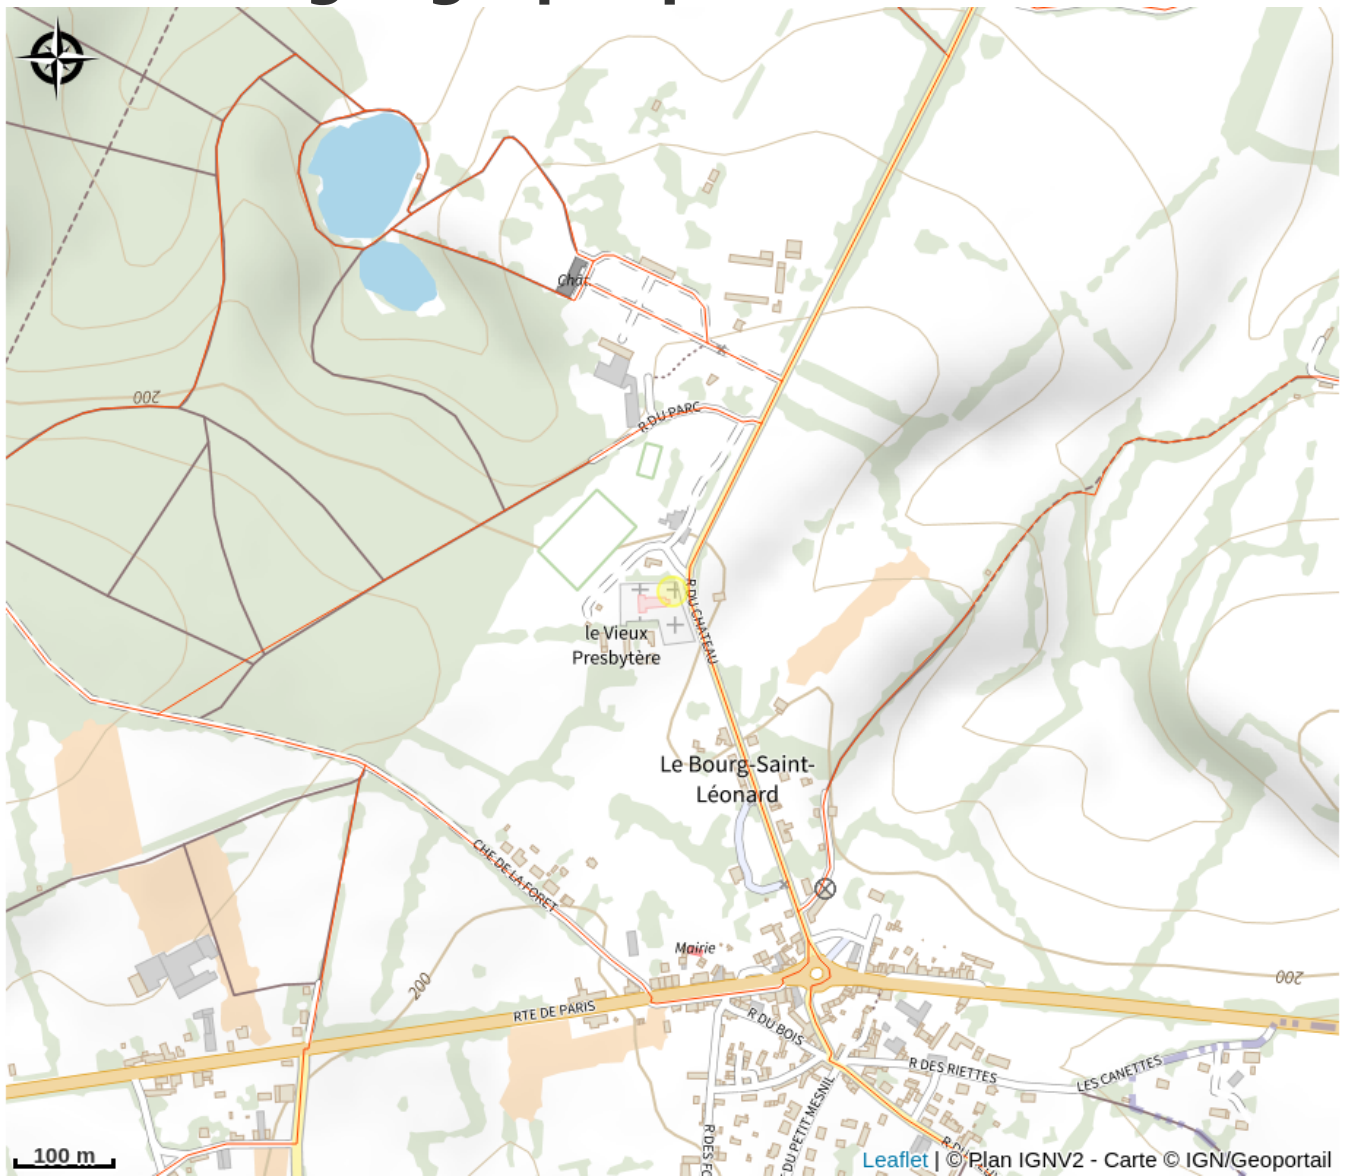 Chât.
R DU PARC
200
R DU CHATEAU
le Vieux
Presbytère
Le Bourg-Saint-
Léonard
CHE DE LA FORET
Mairie
200
200
RTE DE PARIS
R DU BOIS
R DES RIETTES
LES CANETTES
DU PETIT MESNIL
R DES
100 m
Leaflet | © Plan IGNV2 - Carte © IGN/Geoportail